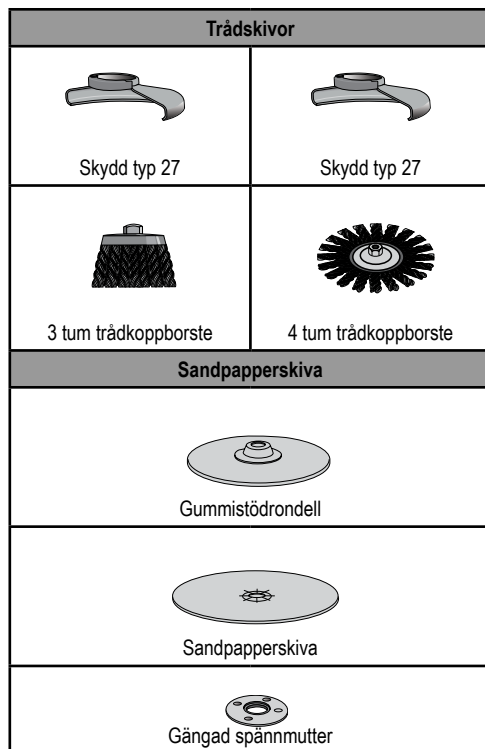 Trådskivor
Skydd typ 27
Skydd typ 27
3 tum trådkoppborste
4 tum trådkoppborste
Sandpapperskiva
Gummistödrondell
Sandpapperskiva
Gängad spännmutter